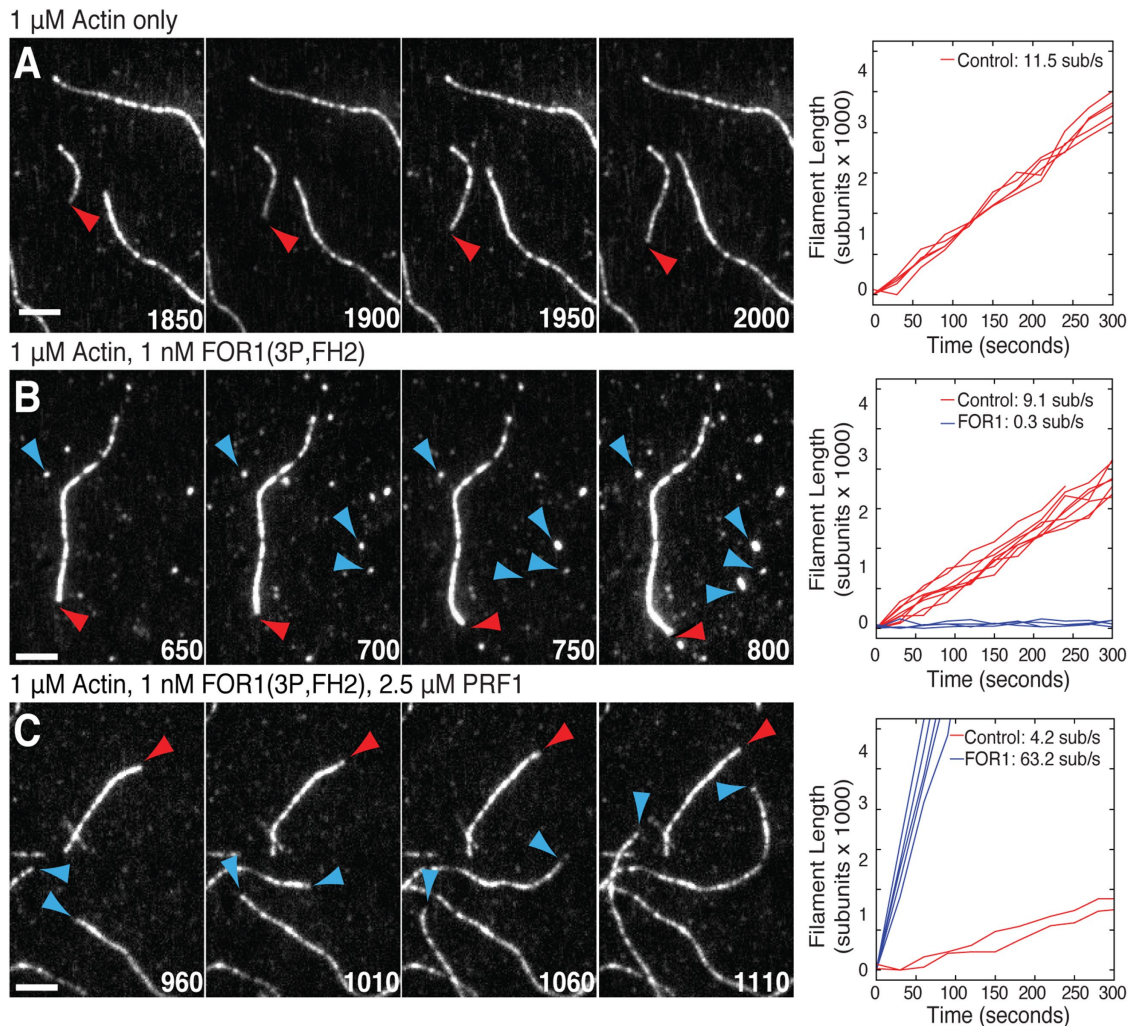 1 μM Actin only
A
1850
1900
1950
2000
Filament Length
(subunits x 1000)
4
3
2
1
0
Control: 11.5 sub/s
0 50 100 150 200 250 300
Time (seconds)
1 μM Actin, 1 nM FOR1(3P,FH2)
B
650
700
750
800
Filament Length
(subunits x 1000)
4
3
2
1
0
Control: 9.1 sub/s
FOR1: 0.3 sub/s
0 50 100 150 200 250 300
Time (seconds)
1 μM Actin, 1 nM FOR1(3P,FH2), 2.5 μM PRF1
C
960
1010
1060
1110
Filament Length
(subunits x 1000)
4
3
2
1
0
Control: 4.2 sub/s
FOR1: 63.2 sub/s
0 50 100 150 200 250 300
Time (seconds)